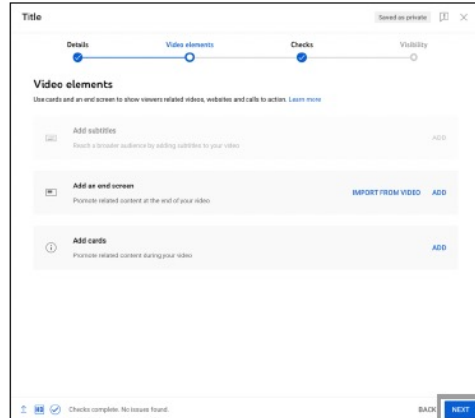 Title
Saved as private
Details Video elements Checks Visibility
Video elements
Use cards and an end screen to show viewers related videos, websites and calls to action. Learn more
Add subtitles
Reach a broader audience by adding subtitles to your video
ADD
Add an end screen
Promote related content at the end of your video
IMPORT FROM VIDEO ADD
Add cards
Promote related content during your video
ADD
HD Checks complete. No issues found.
BACK NEXT